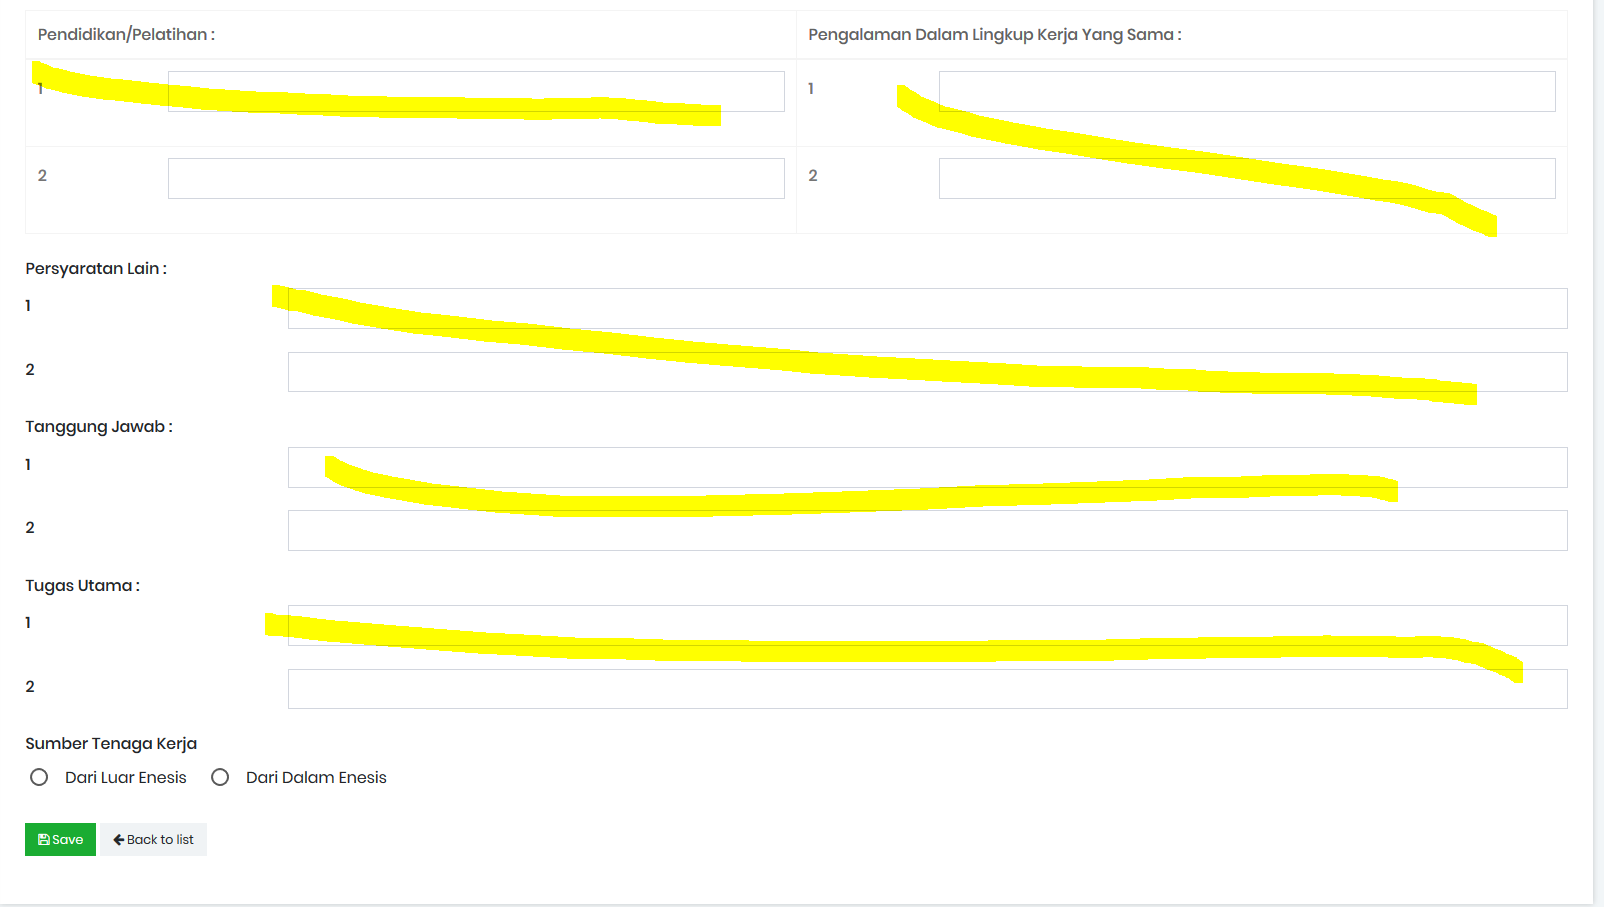 Pendidikan/Pelatihan : Pengalaman Dalam Lingkup Kerja Yang Sama :
1 1
2 2
Persyaratan Lain :
1
2
Tanggung Jawab :
1
2
Tugas Utama :
1
2
Sumber Tenaga Kerja
Dari Luar Enesis Dari Dalam Enesis
Save Back to list